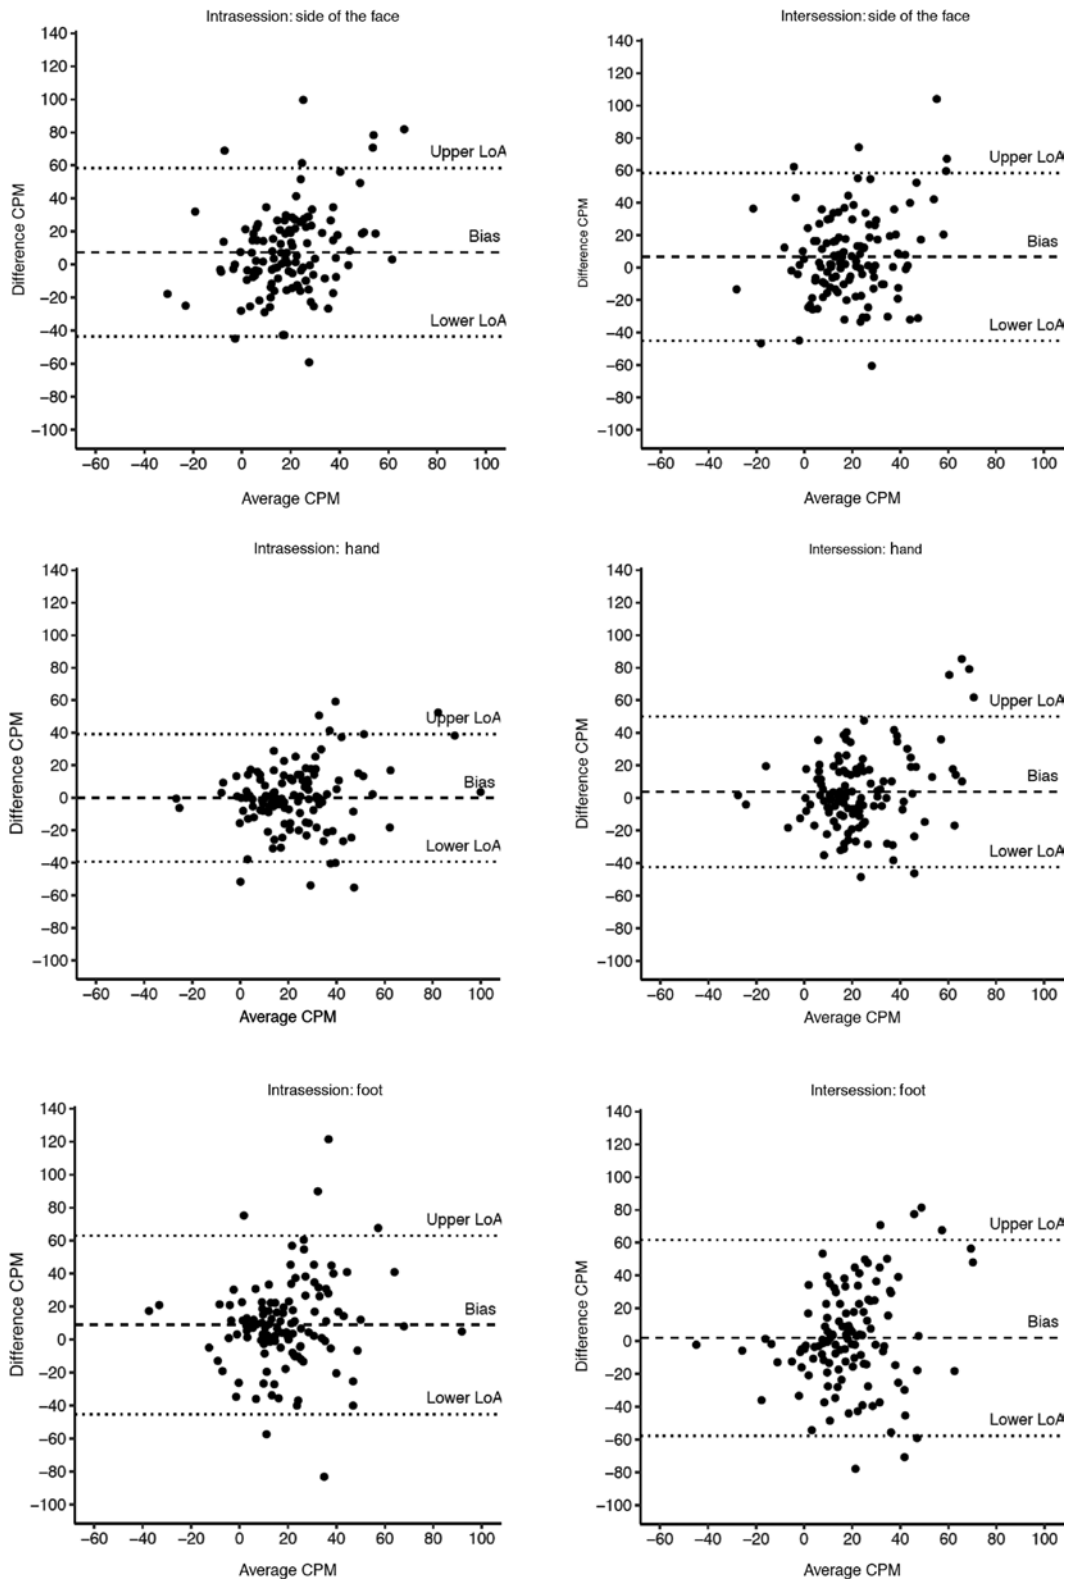 Intrasession: side of the face
140
120
100
80
60
40
20
0
−20
−40
−60
−80
−100
Difference CPM
Upper LoA
Bias
Lower LoA
−60 −40 −20 0 20 40 60 80 100
Average CPM
Intersession: side of the face
140
120
100
80
60
40
20
0
−20
−40
−60
−80
−100
Difference CPM
Upper LoA
Bias
Lower LoA
−60 −40 −20 0 20 40 60 80 100
Average CPM
Intrasession: hand
140
120
100
80
60
40
20
0
−20
−40
−60
−80
−100
Difference CPM
Upper LoA
Bias
Lower LoA
−60 −40 −20 0 20 40 60 80 100
Average CPM
Intersession: hand
140
120
100
80
60
40
20
0
−20
−40
−60
−80
−100
Difference CPM
Upper LoA
Bias
Lower LoA
−60 −40 −20 0 20 40 60 80 100
Average CPM
Intrasession: foot
140
120
100
80
60
40
20
0
−20
−40
−60
−80
−100
Difference CPM
Upper LoA
Bias
Lower LoA
−60 −40 −20 0 20 40 60 80 100
Average CPM
Intersession: foot
140
120
100
80
60
40
20
0
−20
−40
−60
−80
−100
Difference CPM
Upper LoA
Bias
Lower LoA
−60 −40 −20 0 20 40 60 80 100
Average CPM